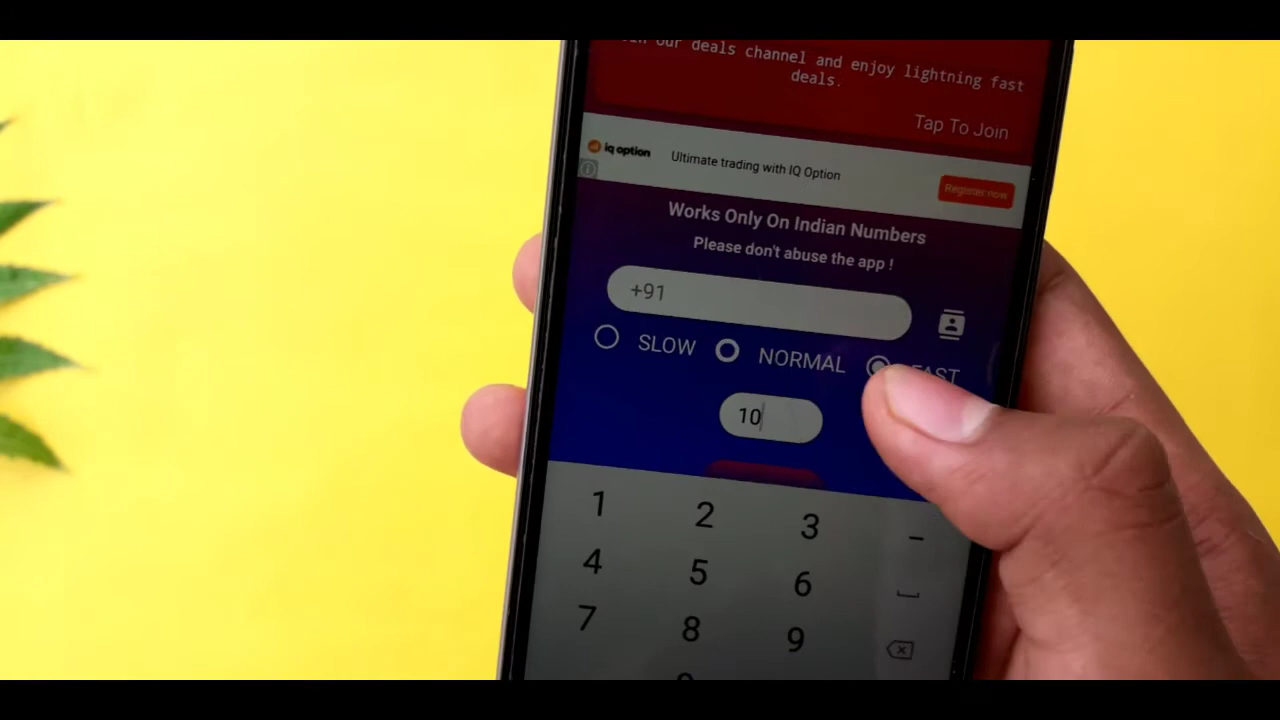 our deals channel and enjoy lightning fast
deals.
Tap To Join
iq option
Ultimate trading with IQ Option
Register now
Works Only On Indian Numbers
Please don't abuse the app !
+91
SLOW
NORMAL
FAST
10
1 2 3 -
4 5 6
7 8 9